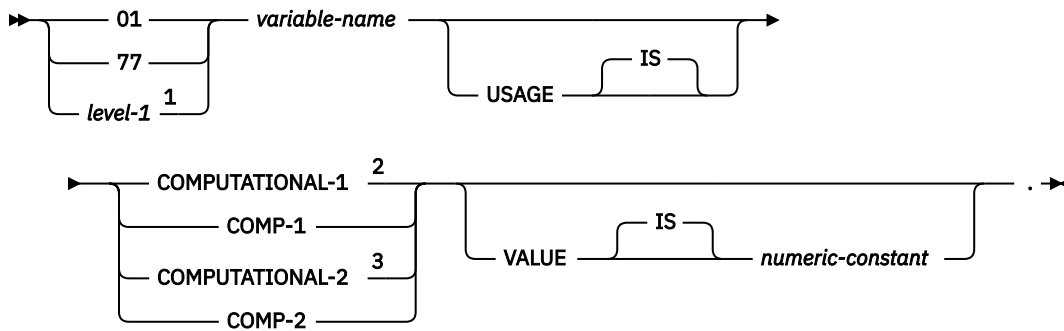 01 variable-name
77
level-1 1
IS
USAGE
COMPUTATIONAL-1 2
COMP-1
COMPUTATIONAL-2 3
COMP-2
IS
VALUE numeric-constant
.